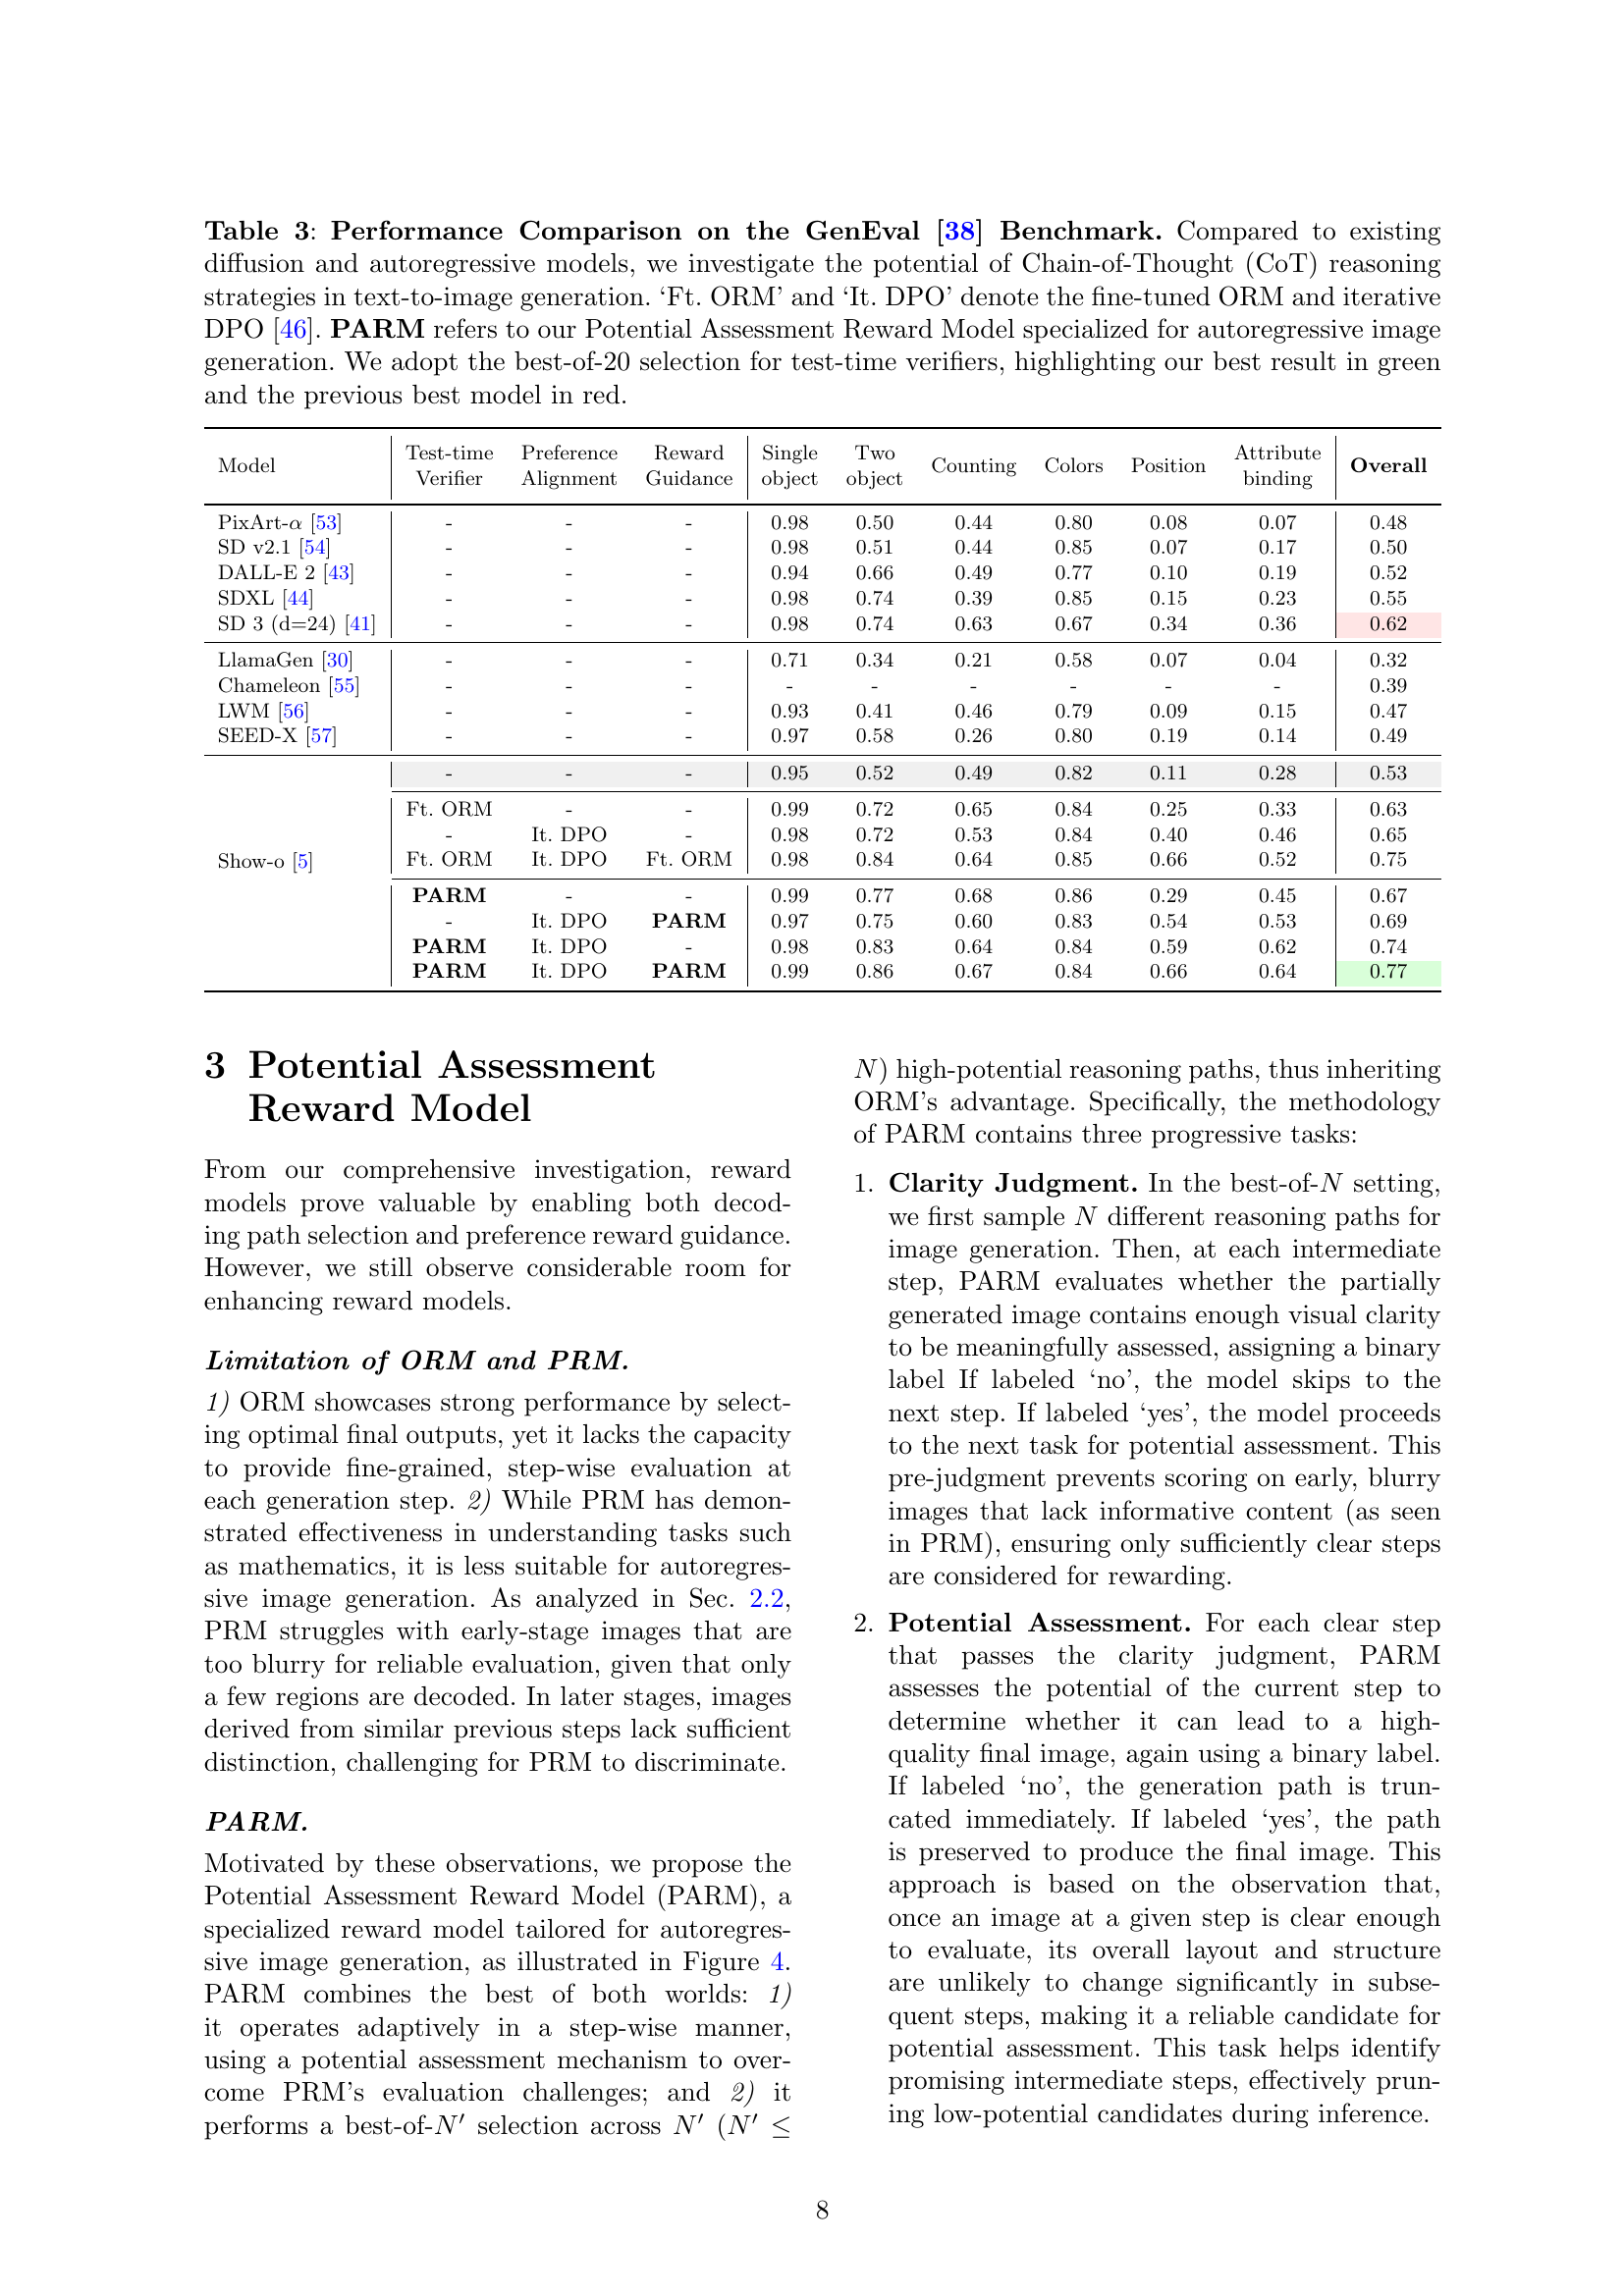 Table 3: Performance Comparison on the GenEval [38] Benchmark. Compared to existing
diffusion and autoregressive models, we investigate the potential of Chain-of-Thought (CoT) reasoning
strategies in text-to-image generation. ‘Ft. ORM’ and ‘It. DPO’ denote the fine-tuned ORM and iterative
DPO [46]. PARM refers to our Potential Assessment Reward Model specialized for autoregressive image
generation. We adopt the best-of-20 selection for test-time verifiers, highlighting our best result in green
and the previous best model in red.
Model Test-time Verifier Preference Alignment Reward Guidance Single object Two object Counting Colors Position Attribute binding Overall
PixArt-α [53] - - - 0.98 0.50 0.44 0.80 0.08 0.07 0.48
SD v2.1 [54] - - - 0.98 0.51 0.44 0.85 0.07 0.17 0.50
DALL-E 2 [43] - - - 0.94 0.66 0.49 0.77 0.10 0.19 0.52
SDXL [44] - - - 0.98 0.74 0.39 0.85 0.15 0.23 0.55
SD 3 (d=24) [41] - - - 0.98 0.74 0.63 0.67 0.34 0.36 0.62
LlamaGen [30] - - - 0.71 0.34 0.21 0.58 0.07 0.04 0.32
Chameleon [55] - - - - - - - - - 0.39
LWM [56] - - - 0.93 0.41 0.46 0.79 0.09 0.15 0.47
SEED-X [57] - - - 0.97 0.58 0.26 0.80 0.19 0.14 0.49
- - - 0.95 0.52 0.49 0.82 0.11 0.28 0.53
Ft. ORM - - 0.99 0.72 0.65 0.84 0.25 0.33 0.63
- It. DPO - 0.98 0.72 0.53 0.84 0.40 0.46 0.65
Show-o [5] Ft. ORM It. DPO Ft. ORM 0.98 0.84 0.64 0.85 0.66 0.52 0.75
PARM - - 0.99 0.77 0.68 0.86 0.29 0.45 0.67
- It. DPO PARM 0.97 0.75 0.60 0.83 0.54 0.53 0.69
PARM It. DPO - 0.98 0.83 0.64 0.84 0.59 0.62 0.74
PARM It. DPO PARM 0.99 0.86 0.67 0.84 0.66 0.64 0.77
3 Potential Assessment
Reward Model
From our comprehensive investigation, reward
models prove valuable by enabling both decod-
ing path selection and preference reward guidance.
However, we still observe considerable room for
enhancing reward models.
Limitation of ORM and PRM.
1) ORM showcases strong performance by select-
ing optimal final outputs, yet it lacks the capacity
to provide fine-grained, step-wise evaluation at
each generation step. 2) While PRM has demon-
strated effectiveness in understanding tasks such
as mathematics, it is less suitable for autoregres-
sive image generation. As analyzed in Sec. 2.2,
PRM struggles with early-stage images that are
too blurry for reliable evaluation, given that only
a few regions are decoded. In later stages, images
derived from similar previous steps lack sufficient
distinction, challenging for PRM to discriminate.
PARM.
Motivated by these observations, we propose the
Potential Assessment Reward Model (PARM), a
specialized reward model tailored for autoregres-
sive image generation, as illustrated in Figure 4.
PARM combines the best of both worlds: 1)
it operates adaptively in a step-wise manner,
using a potential assessment mechanism to over-
come PRM’s evaluation challenges; and 2) it
performs a best-of-N′ selection across N′ (N′ ≤
N) high-potential reasoning paths, thus inheriting
ORM’s advantage. Specifically, the methodology
of PARM contains three progressive tasks:
1. Clarity Judgment. In the best-of-N setting,
we first sample N different reasoning paths for
image generation. Then, at each intermediate
step, PARM evaluates whether the partially
generated image contains enough visual clarity
to be meaningfully assessed, assigning a binary
label If labeled ‘no’, the model skips to the
next step. If labeled ‘yes’, the model proceeds
to the next task for potential assessment. This
pre-judgment prevents scoring on early, blurry
images that lack informative content (as seen
in PRM), ensuring only sufficiently clear steps
are considered for rewarding.
2. Potential Assessment. For each clear step
that passes the clarity judgment, PARM
assesses the potential of the current step to
determine whether it can lead to a high-
quality final image, again using a binary label.
If labeled ‘no’, the generation path is trun-
cated immediately. If labeled ‘yes’, the path
is preserved to produce the final image. This
approach is based on the observation that,
once an image at a given step is clear enough
to evaluate, its overall layout and structure
are unlikely to change significantly in subse-
quent steps, making it a reliable candidate for
potential assessment. This task helps identify
promising intermediate steps, effectively prun-
ing low-potential candidates during inference.
8